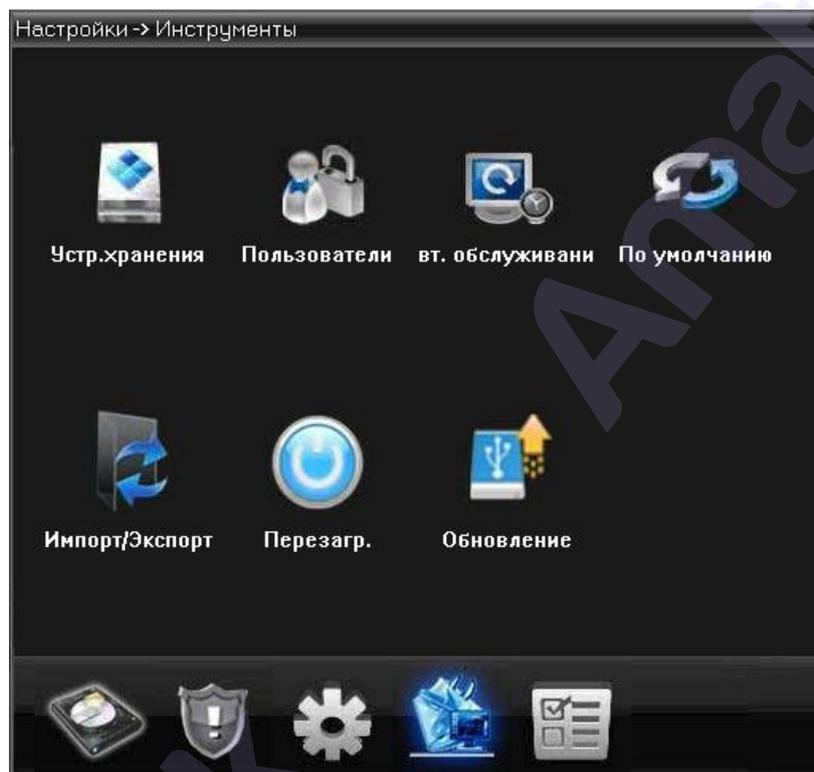 Настройки -> Инструменты
Устр.хранения
Пользователи
вт. обслуживани
По умолчанию
Импорт/Экспорт
Перезагр.
Обновление